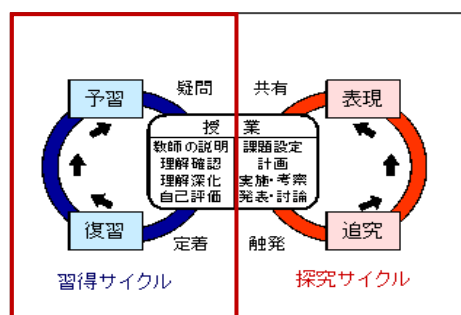 予習
疑問
共有
表現
授 業
教師の説明
理解確認
理解深化
自己評価
課題設定
計画
実施・考察
発表・討論
復習
定着
触発
追究
習得サイクル
探究サイクル